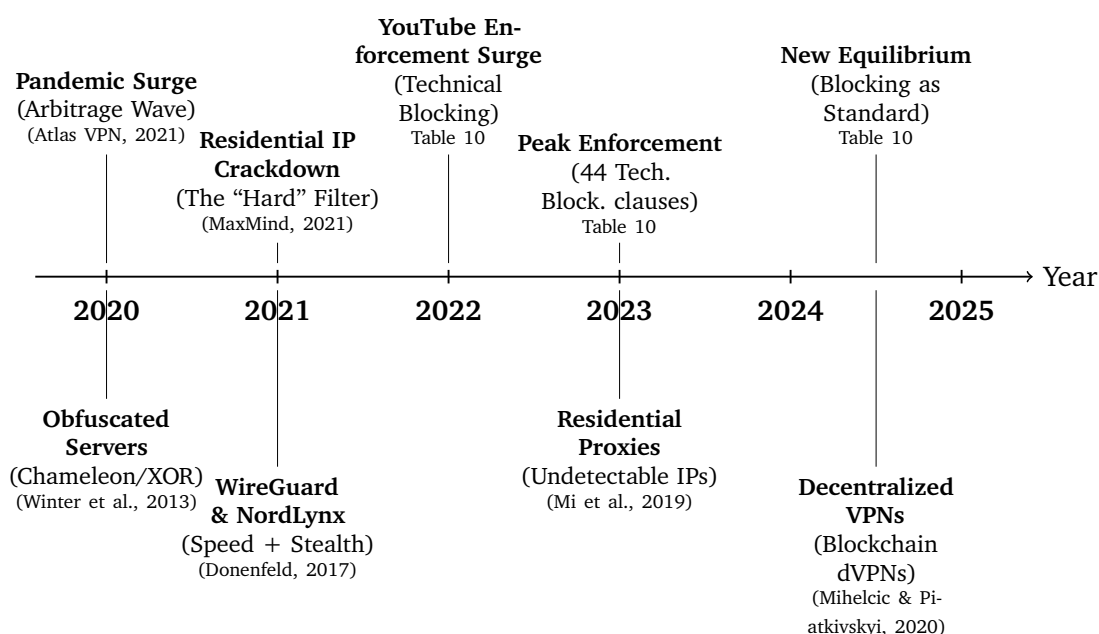 YouTube En-
forcement Surge
(Technical
Blocking)
Table 10
New Equilibrium
(Blocking as
Standard)
Table 10
Pandemic Surge
(Arbitrage Wave)
(Atlas VPN, 2021)
Residential IP
Crackdown
(The “Hard” Filter)
(MaxMind, 2021)
Peak Enforcement
(44 Tech.
Block. clauses)
Table 10
Year
2020 2021 2022 2023 2024 2025
Obfuscated
Servers
(Chameleon/XOR)
(Winter et al., 2013)
WireGuard
& NordLynx
(Speed + Stealth)
(Donenfeld, 2017)
Residential
Proxies
(Undetectable IPs)
(Mi et al., 2019)
Decentralized
VPNs
(Blockchain
dVPNs)
(Mihelcic & Pi-
atkivskyi, 2020)